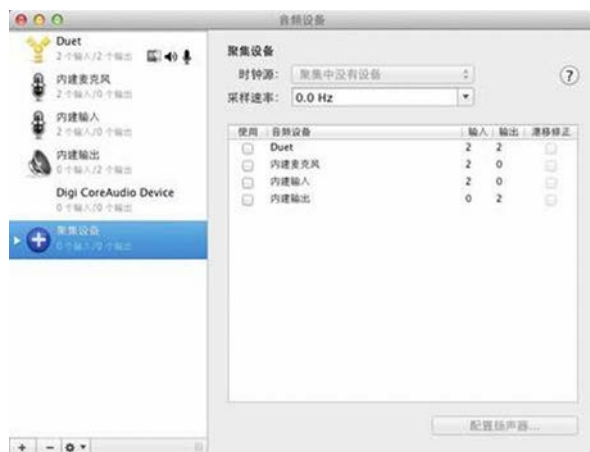 音频设备
Duet
2 个输入/2 个输出
内建麦克风
2 个输入/0 个输出
内建输入
2 个输入/0 个输出
内建输出
0 个输入/2 个输出
Digi CoreAudio Device
0 个输入/0 个输出
聚集设备
0 个输入/0 个输出
聚集设备
时钟源: 聚集中没有设备
采样速率: 0.0 Hz
?
使用 音频设备 输入 输出 漂移修正
Duet 2 2
内建麦克风 2 0
内建输入 2 0
内建输出 0 2
配置扬声器...